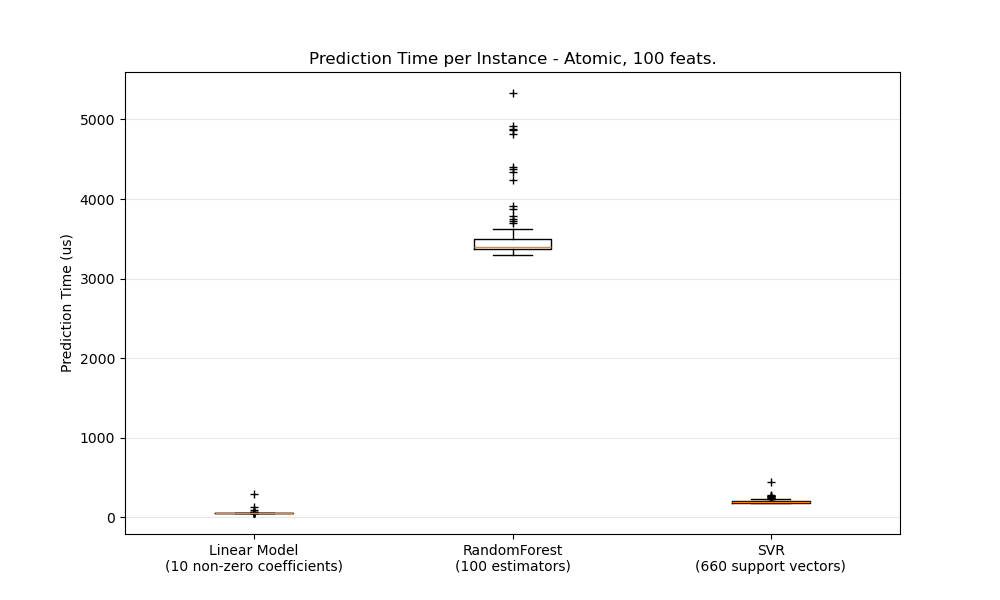 Prediction Time per Instance - Atomic, 100 feats.
Prediction Time (us)
5000
4000
3000
2000
1000
0
Linear Model
(10 non-zero coefficients)
RandomForest
(100 estimators)
SVR
(660 support vectors)